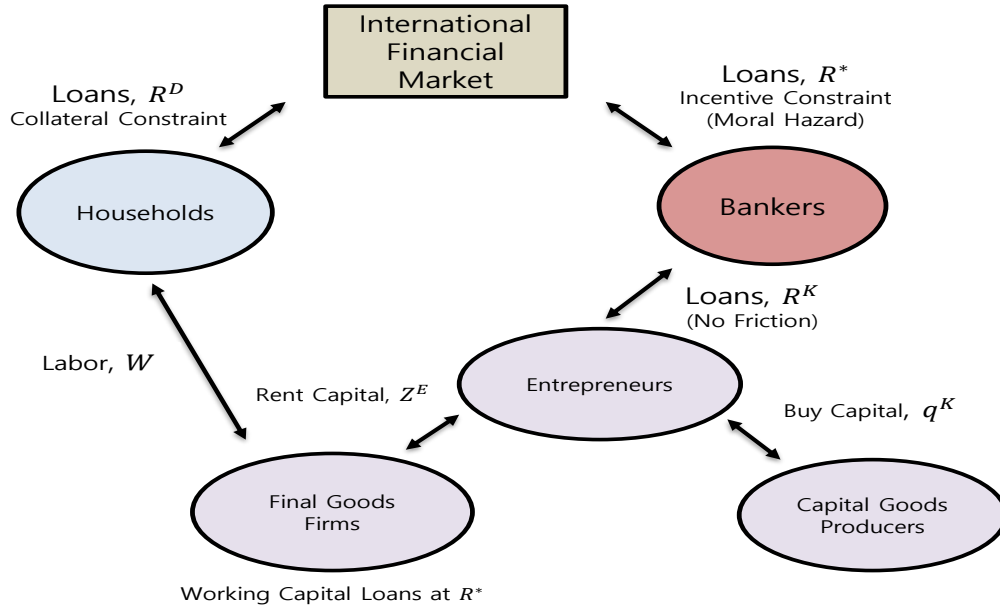 International
Financial
Market
Loans, R^D
Collateral Constraint
Loans, R^*
Incentive Constraint
(Moral Hazard)
Households
Bankers
Loans, R^K
(No Friction)
Labor, W
Rent Capital, Z^E
Entrepreneurs
Buy Capital, q^K
Final Goods
Firms
Capital Goods
Producers
Working Capital Loans at R^*